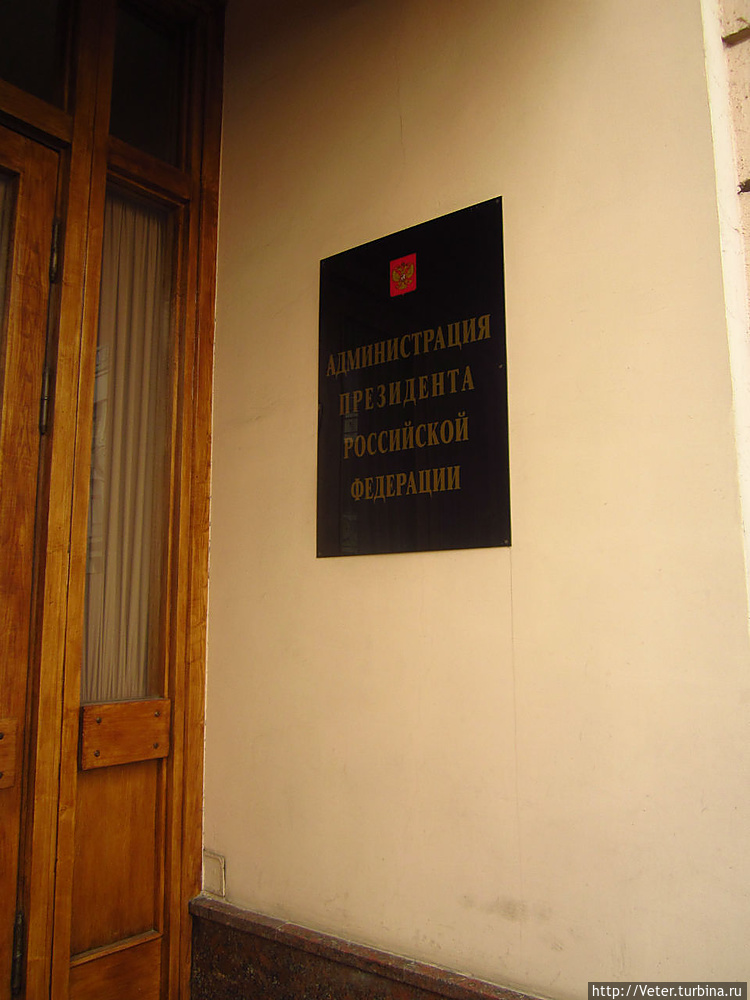 АДМИНИСТРАЦИЯ
ПРЕЗИДЕНТА
РОССИЙСКОЙ
ФЕДЕРАЦИИ
http://Veter.turbina.ru